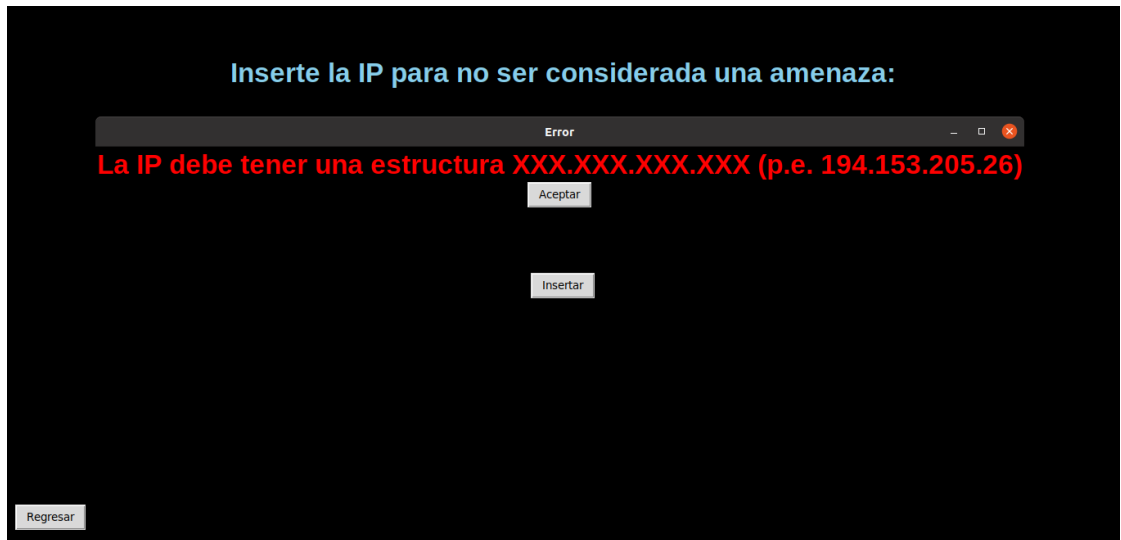 Inserte la IP para no ser considerada una amenaza:
Error
La IP debe tener una estructura XXX.XXX.XXX.XXX (p.e. 194.153.205.26)
Aceptar
Insertar
Regresar